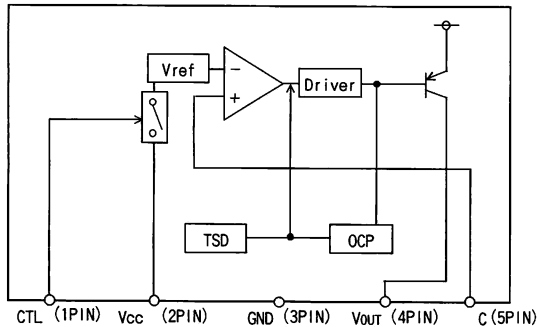 Vref
−
+
Driver
TSD
OCP
CTL (1PIN) VCC (2PIN) GND (3PIN) VOUT (4PIN) C (5PIN)